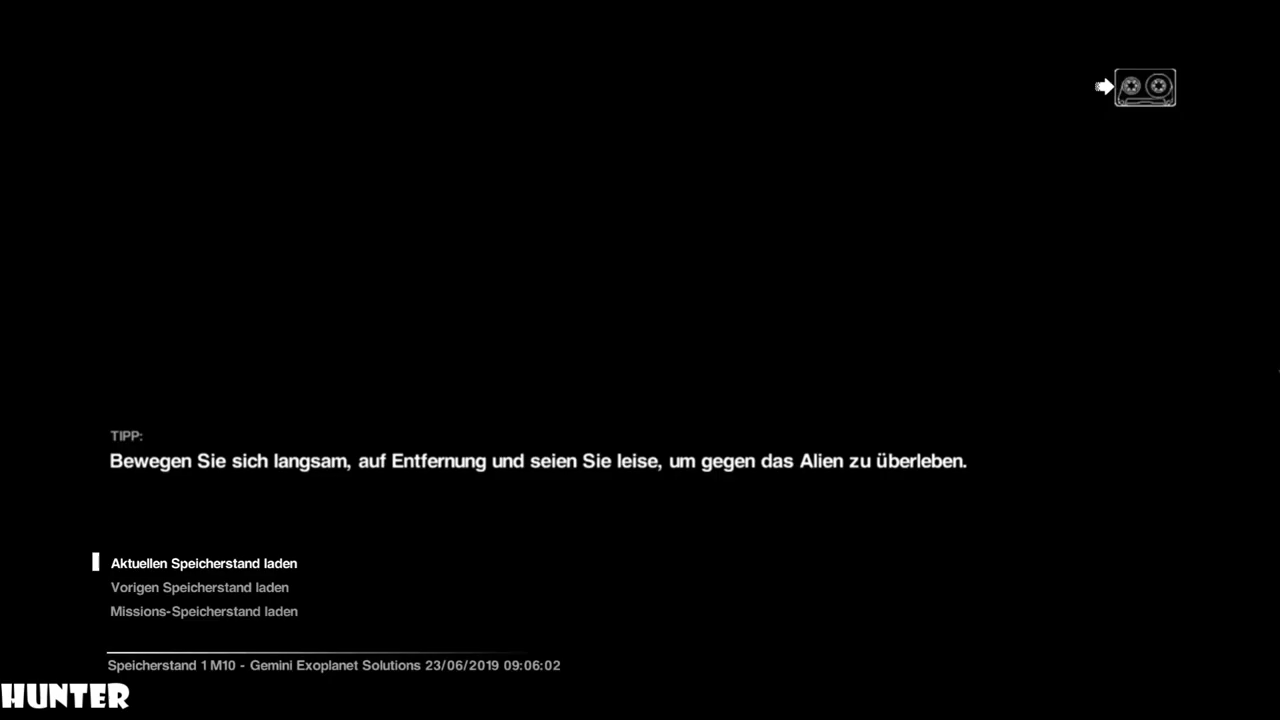 TIPP:
Bewegen Sie sich langsam, auf Entfernung und seien Sie leise, um gegen das Alien zu überleben.
Aktuellen Speicherstand laden
Vorigen Speicherstand laden
Missions-Speicherstand laden
Speicherstand 1 M10 - Gemini Exoplanet Solutions 23/06/2019 09:06:02
HUNTER